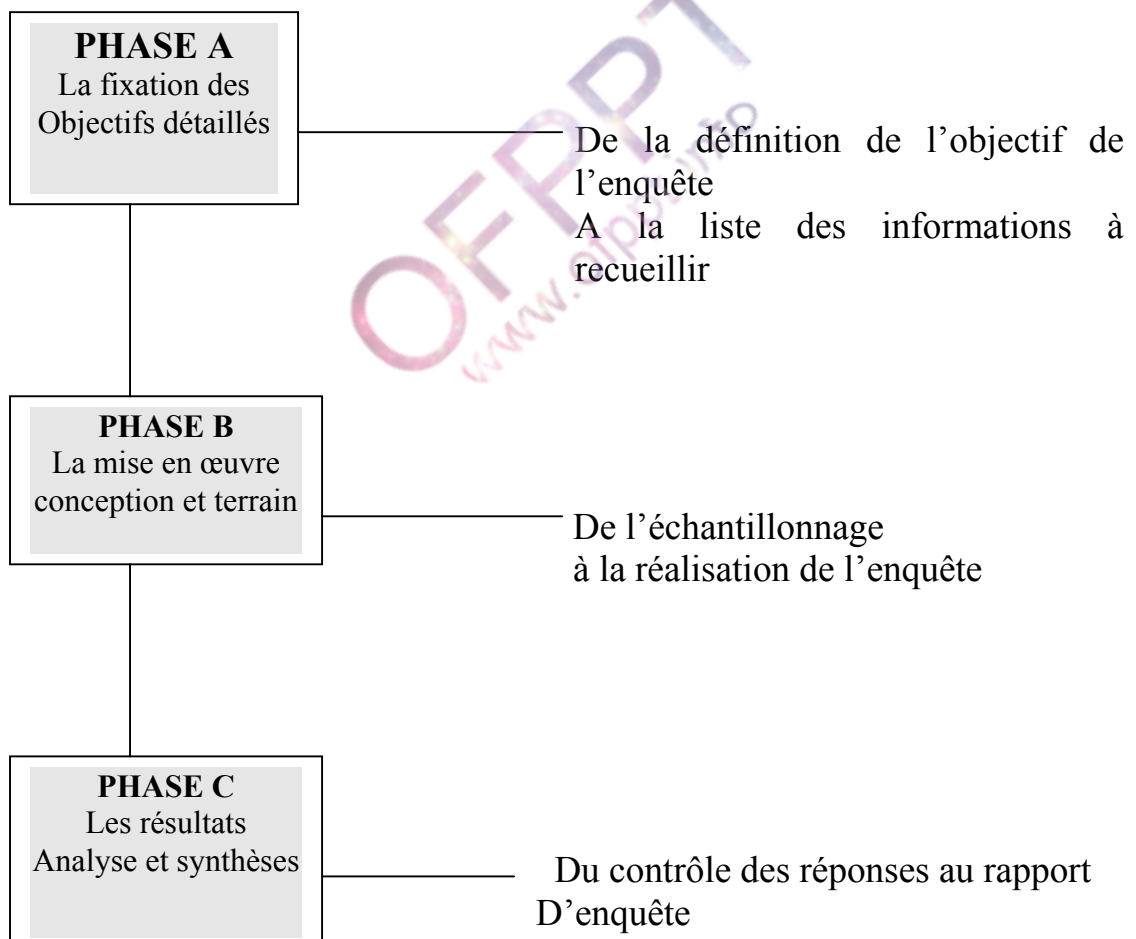 PHASE A
La fixation des
Objectifs détaillés
De la définition de l’objectif de
l’enquête
A la liste des informations à
recueillir
OFPPT
www.ofppt.info
PHASE B
La mise en œuvre
conception et terrain
De l’échantillonnage
à la réalisation de l’enquête
PHASE C
Les résultats
Analyse et synthèses
Du contrôle des réponses au rapport
D’enquête